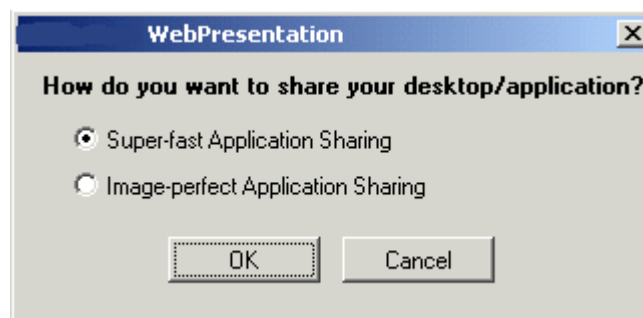 WebPresentation
How do you want to share your desktop/application?
Super-fast Application Sharing
Image-perfect Application Sharing
OK Cancel